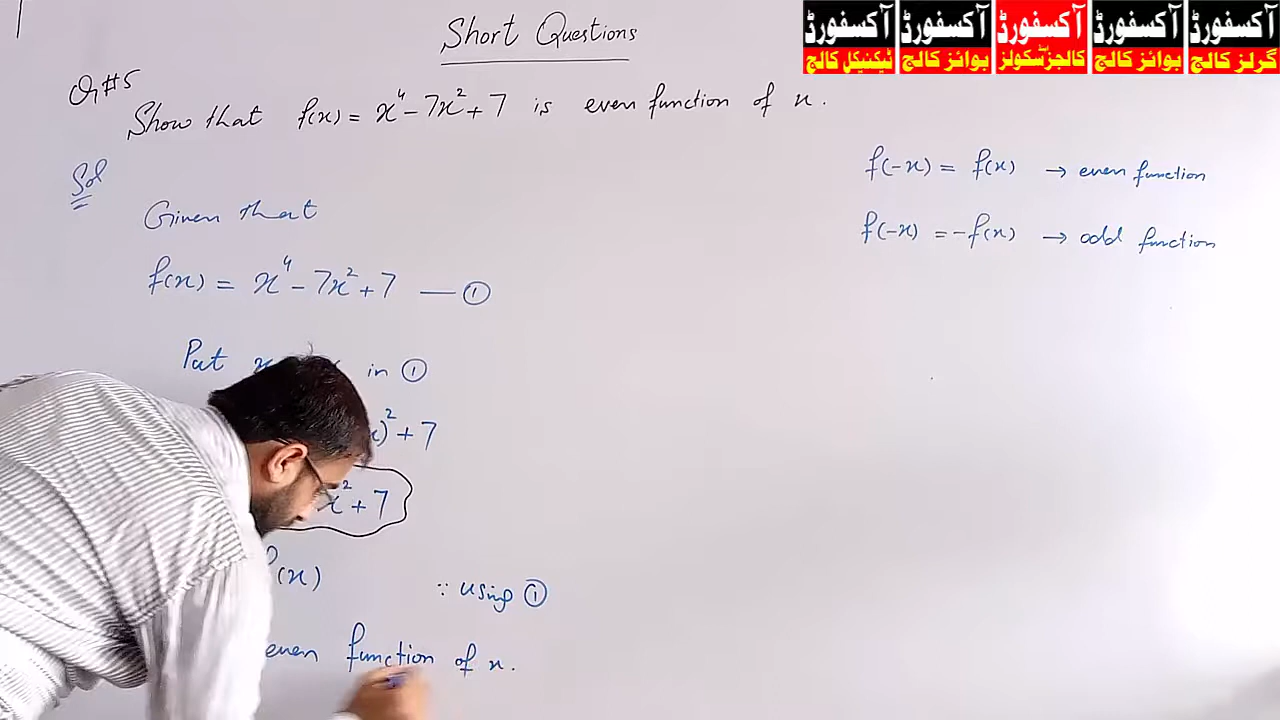 Short Questions
آکسفورڈ آکسفورڈ آکسفورڈ آکسفورڈ آکسفورڈ
ٹیکنیکل کالج بوائز کالج کالجز سکولز بوائز کالج گرلز کالج
Q#5
Show that f(x) = x⁴ - 7x² + 7 is even function of x.
Sol
f(-x) = f(x) → even function
Given that
f(-x) = -f(x) → odd function
f(x) = x⁴ - 7x² + 7 — ①
Put x in ①
)² + 7
x² + 7
f(x) ∵ using ①
even function of x.